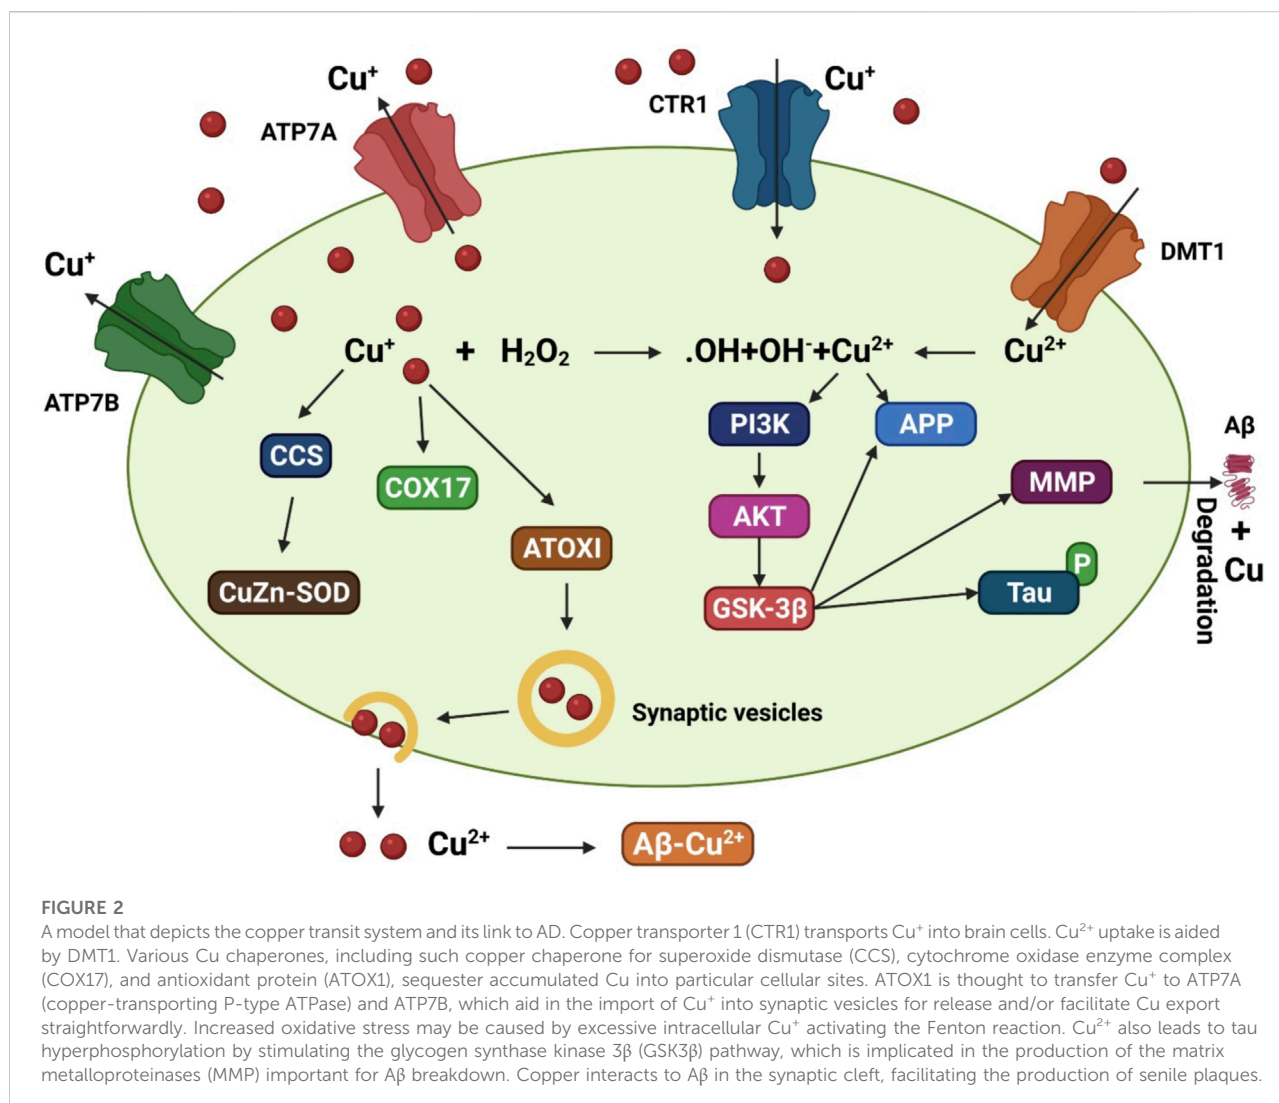 Cu⁺
ATP7A
CTR1
Cu⁺
DMT1
Cu⁺
ATP7B
Cu⁺ + H₂O₂
.OH+OH⁻+Cu²⁺
Cu²⁺
CCS
COX17
CuZn-SOD
ATOXI
PI3K
APP
AKT
GSK-3β
MMP
Tau
P
Aβ
+
Cu
Degradation
Synaptic vesicles
Cu²⁺
Aβ-Cu²⁺
FIGURE 2
A model that depicts the copper transit system and its link to AD. Copper transporter 1 (CTR1) transports Cu⁺ into brain cells. Cu²⁺ uptake is aided
by DMT1. Various Cu chaperones, including such copper chaperone for superoxide dismutase (CCS), cytochrome oxidase enzyme complex
(COX17), and antioxidant protein (ATOX1), sequester accumulated Cu into particular cellular sites. ATOX1 is thought to transfer Cu⁺ to ATP7A
(copper-transporting P-type ATPase) and ATP7B, which aid in the import of Cu⁺ into synaptic vesicles for release and/or facilitate Cu export
straightforwardly. Increased oxidative stress may be caused by excessive intracellular Cu⁺ activating the Fenton reaction. Cu²⁺ also leads to tau
hyperphosphorylation by stimulating the glycogen synthase kinase 3β (GSK3β) pathway, which is implicated in the production of the matrix
metalloproteinases (MMP) important for Aβ breakdown. Copper interacts to Aβ in the synaptic cleft, facilitating the production of senile plaques.